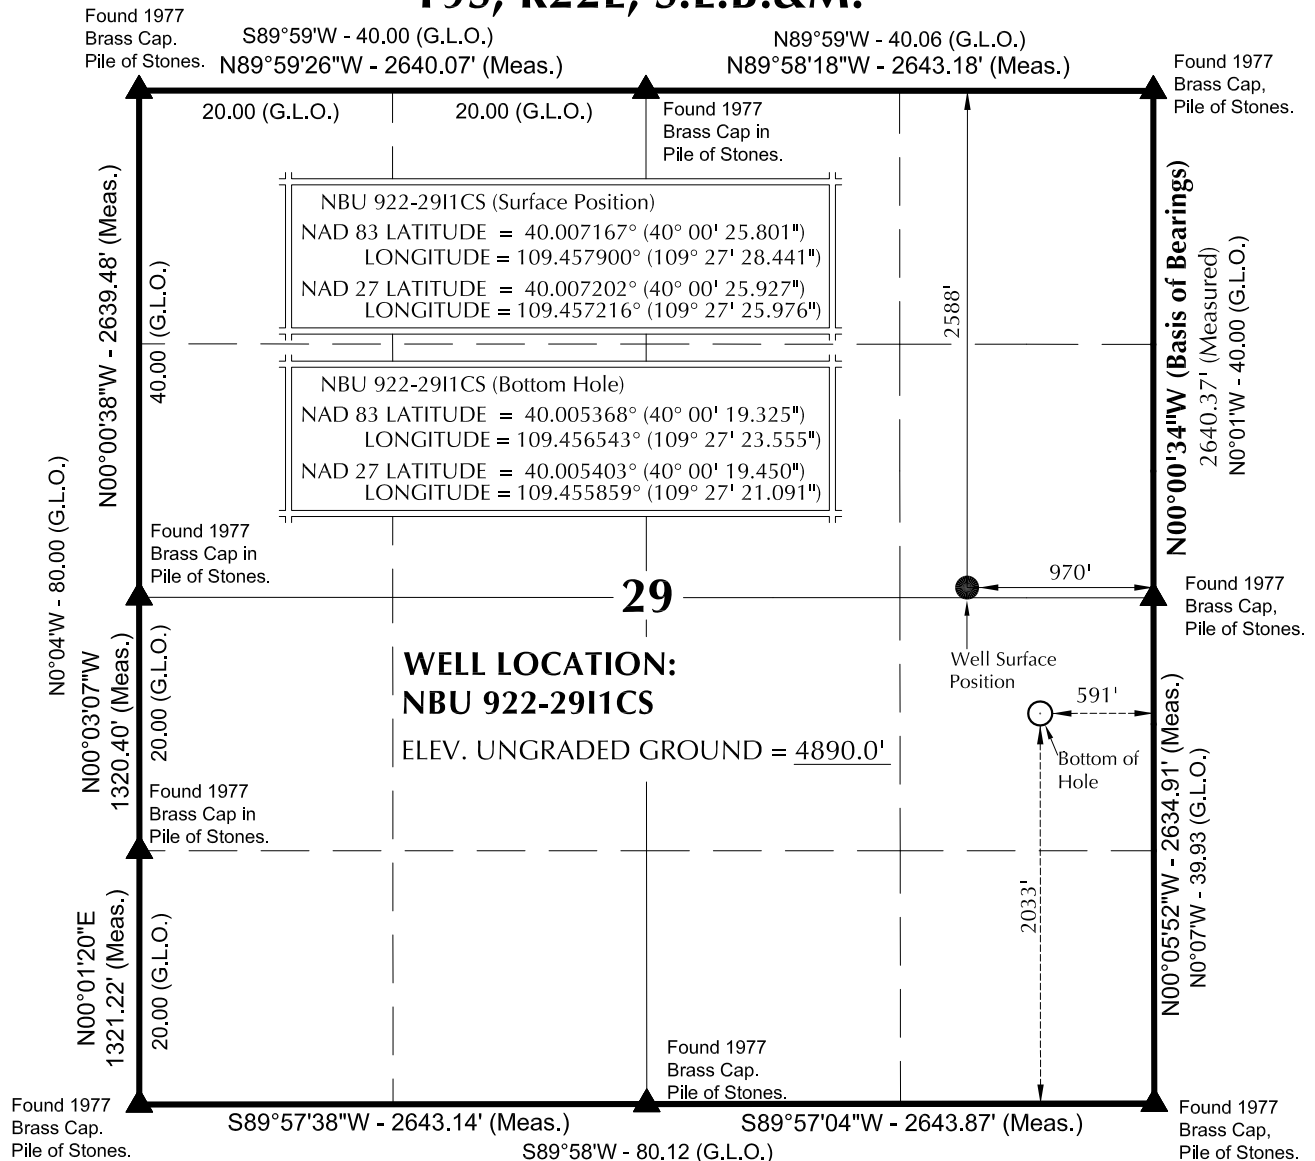 T9S, R22E, S.L.B.&M.
Found 1977
Brass Cap.
Pile of Stones.
S89°59'W - 40.00 (G.L.O.)
N89°59'26"W - 2640.07' (Meas.)
N89°59'W - 40.06 (G.L.O.)
N89°58'18"W - 2643.18' (Meas.)
Found 1977
Brass Cap,
Pile of Stones.
20.00 (G.L.O.)
20.00 (G.L.O.)
Found 1977
Brass Cap in
Pile of Stones.
NBU 922-29I1CS (Surface Position)
NAD 83 LATITUDE = 40.007167° (40° 00' 25.801")
LONGITUDE = 109.457900° (109° 27' 28.441")
NAD 27 LATITUDE = 40.007202° (40° 00' 25.927")
LONGITUDE = 109.457216° (109° 27' 25.976")
NBU 922-29I1CS (Bottom Hole)
NAD 83 LATITUDE = 40.005368° (40° 00' 19.325")
LONGITUDE = 109.456543° (109° 27' 23.555")
NAD 27 LATITUDE = 40.005403° (40° 00' 19.450")
LONGITUDE = 109.455859° (109° 27' 21.091")
N00°00'38"W - 2639.48' (Meas.)
40.00 (G.L.O.)
2588'
N00°00'34"W (Basis of Bearings)
2640.37' (Measured)
N0°01'W - 40.00 (G.L.O.)
N0°04'W - 80.00 (G.L.O.)
Found 1977
Brass Cap in
Pile of Stones.
29
970'
Found 1977
Brass Cap,
Pile of Stones.
N00°03'07"W
1320.40' (Meas.)
20.00 (G.L.O.)
WELL LOCATION:
NBU 922-29I1CS
ELEV. UNGRADED GROUND = 4890.0'
Well Surface
Position
591'
Bottom of
Hole
Found 1977
Brass Cap in
Pile of Stones.
2033'
N00°05'52"W - 2634.91' (Meas.)
N0°07'W - 39.93 (G.L.O.)
N00°01'20"E
1321.22' (Meas.)
20.00 (G.L.O.)
Found 1977
Brass Cap.
Pile of Stones.
Found 1977
Brass Cap.
Pile of Stones.
S89°57'38"W - 2643.14' (Meas.)
S89°57'04"W - 2643.87' (Meas.)
S89°58'W - 80.12 (G.L.O.)
Found 1977
Brass Cap,
Pile of Stones.